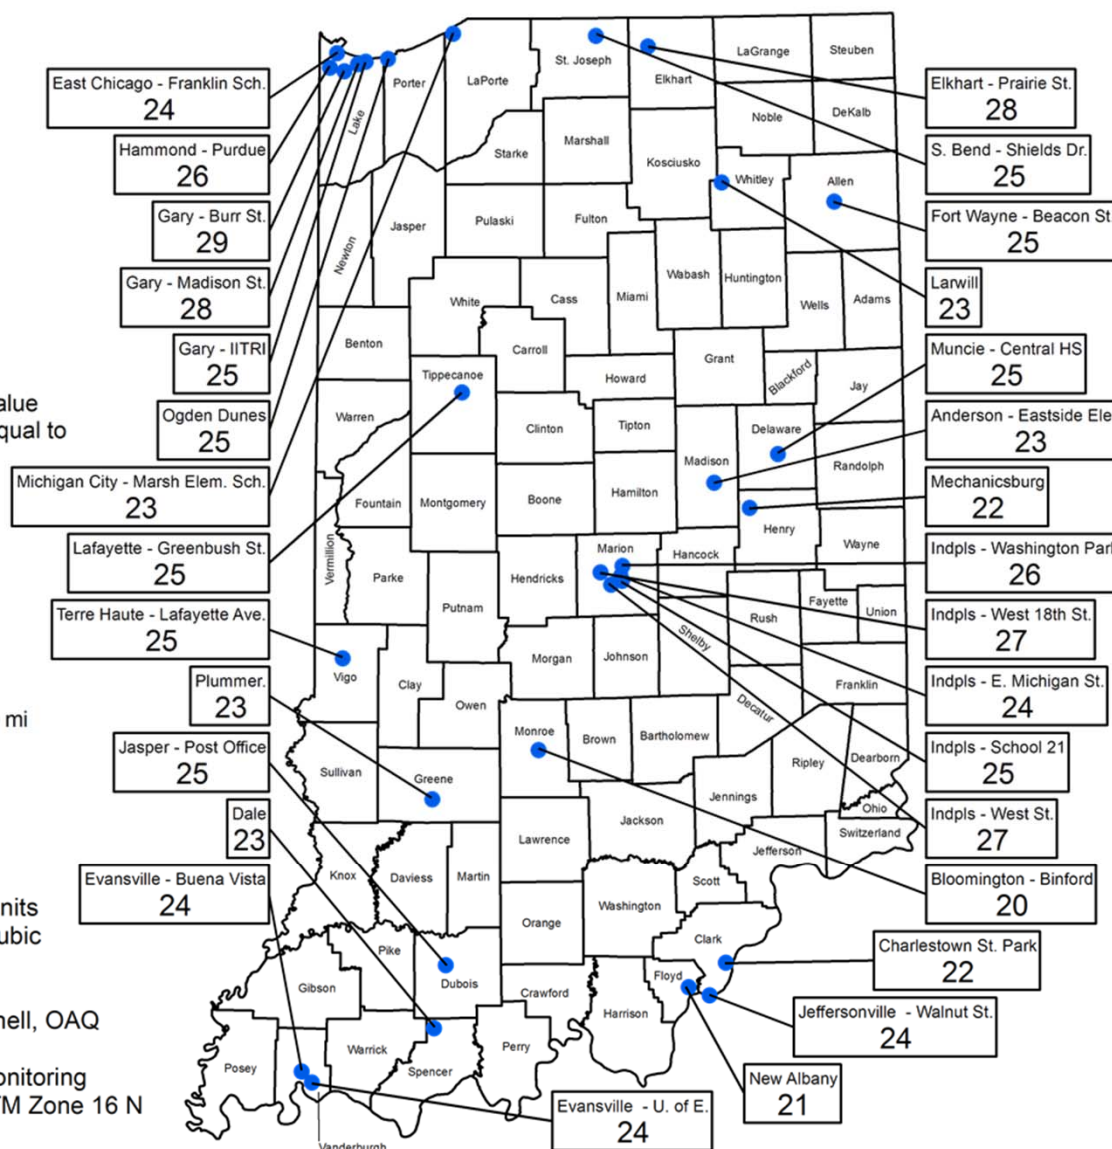 East Chicago - Franklin Sch.
24
Hammond - Purdue
26
Gary - Burr St.
29
Gary - Madison St.
28
Gary - IITRI
25
Ogden Dunes
25
Michigan City - Marsh Elem. Sch.
23
Lafayette - Greenbush St.
25
Terre Haute - Lafayette Ave.
25
Plummer.
23
Jasper - Post Office
25
Dale
23
Evansville - Buena Vista
24
alue
qual to
mi
nits
ubic
nell, OAQ
onitoring
TM Zone 16 N
Lake
Porter
LaPorte
St. Joseph
Elkhart
LaGrange
Steuben
Noble
DeKalb
Starke
Marshall
Kosciusko
Whitley
Allen
Newton
Jasper
Pulaski
Fulton
Wabash
Huntington
White
Cass
Miami
Wells
Adams
Benton
Carroll
Grant
Blackford
Jay
Tippecanoe
Howard
Warren
Clinton
Tipton
Delaware
Madison
Randolph
Fountain
Montgomery
Boone
Hamilton
Henry
Wayne
Vermillion
Parke
Putnam
Hendricks
Marion
Hancock
Rush
Fayette
Union
Shelby
Vigo
Clay
Owen
Morgan
Johnson
Franklin
Decatur
Sullivan
Greene
Monroe
Brown
Bartholomew
Ripley
Dearborn
Jennings
Ohio
Switzerland
Jackson
Lawrence
Jefferson
Knox
Daviess
Martin
Scott
Washington
Orange
Clark
Pike
Dubois
Gibson
Crawford
Floyd
Harrison
Posey
Warrick
Spencer
Perry
Vanderburgh
Elkhart - Prairie St.
28
S. Bend - Shields Dr.
25
Fort Wayne - Beacon St
25
Larwill
23
Muncie - Central HS
25
Anderson - Eastside Ele
23
Mechanicsburg
22
Indpls - Washington Park
26
Indpls - West 18th St.
27
Indpls - E. Michigan St.
24
Indpls - School 21
25
Indpls - West St.
27
Bloomington - Binford
20
Charlestown St. Park
22
Jeffersonville - Walnut St.
24
New Albany
21
Evansville - U. of E.
24